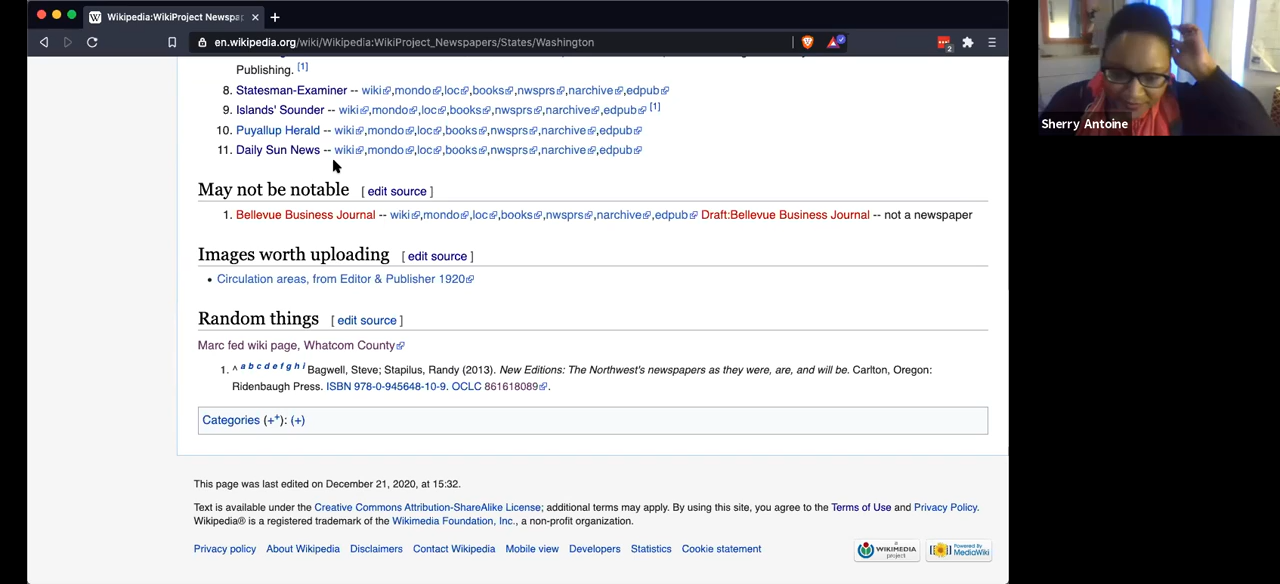 Wikipedia:WikiProject Newspap
en.wikipedia.org/wiki/Wikipedia:WikiProject_Newspapers/States/Washington
2
Publishing. [1]
8. Statesman-Examiner -- wiki,mondo,loc,books,nwsprs,narchive,edpub
9. Islands' Sounder -- wiki,mondo,loc,books,nwsprs,narchive,edpub [1]
10. Puyallup Herald -- wiki,mondo,loc,books,nwsprs,narchive,edpub
11. Daily Sun News -- wiki,mondo,loc,books,nwsprs,narchive,edpub
May not be notable [ edit source ]
1. Bellevue Business Journal -- wiki,mondo,loc,books,nwsprs,narchive,edpub Draft:Bellevue Business Journal -- not a newspaper
Images worth uploading [ edit source ]
• Circulation areas, from Editor & Publisher 1920
Random things [ edit source ]
Marc fed wiki page, Whatcom County
1. ^ a b c d e f g h i Bagwell, Steve; Stapilus, Randy (2013). New Editions: The Northwest's newspapers as they were, are, and will be. Carlton, Oregon:
Ridenbaugh Press. ISBN 978-0-945648-10-9. OCLC 861618089.
Categories (++): (+)
This page was last edited on December 21, 2020, at 15:32.
Text is available under the Creative Commons Attribution-ShareAlike License; additional terms may apply. By using this site, you agree to the Terms of Use and Privacy Policy.
Wikipedia® is a registered trademark of the Wikimedia Foundation, Inc., a non-profit organization.
Privacy policy About Wikipedia Disclaimers Contact Wikipedia Mobile view Developers Statistics Cookie statement
A WIKIMEDIA project
Powered By MediaWiki
Sherry Antoine